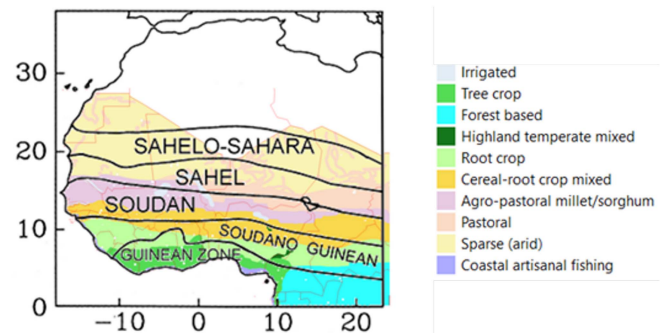 30
20
10
0
−10
0
10
20
SAHELO-SAHARA
SAHEL
SOUDAN
SOUDANO GUINEAN
GUINEAN ZONE
Irrigated
Tree crop
Forest based
Highland temperate mixed
Root crop
Cereal-root crop mixed
Agro-pastoral millet/sorghum
Pastoral
Sparse (arid)
Coastal artisanal fishing